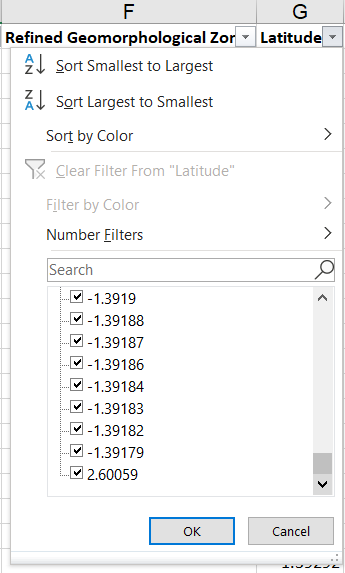 F G
Refined Geomorphological Zor Latitude
Sort Smallest to Largest
Sort Largest to Smallest
Sort by Color
Clear Filter From "Latitude"
Filter by Color
Number Filters
Search
-1.3919
-1.39188
-1.39187
-1.39186
-1.39184
-1.39183
-1.39182
-1.39179
2.60059
OK Cancel